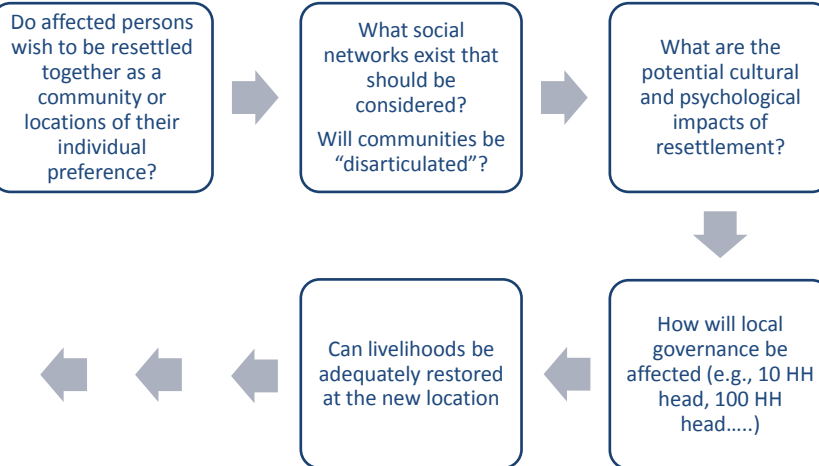 Do affected persons
wish to be resettled
together as a
community or
locations of their
individual
preference?
What social
networks exist that
should be
considered?
Will communities be
“disarticulated”?
What are the
potential cultural
and psychological
impacts of
resettlement?
How will local
governance be
affected (e.g., 10 HH
head, 100 HH
head…..)
Can livelihoods be
adequately restored
at the new location